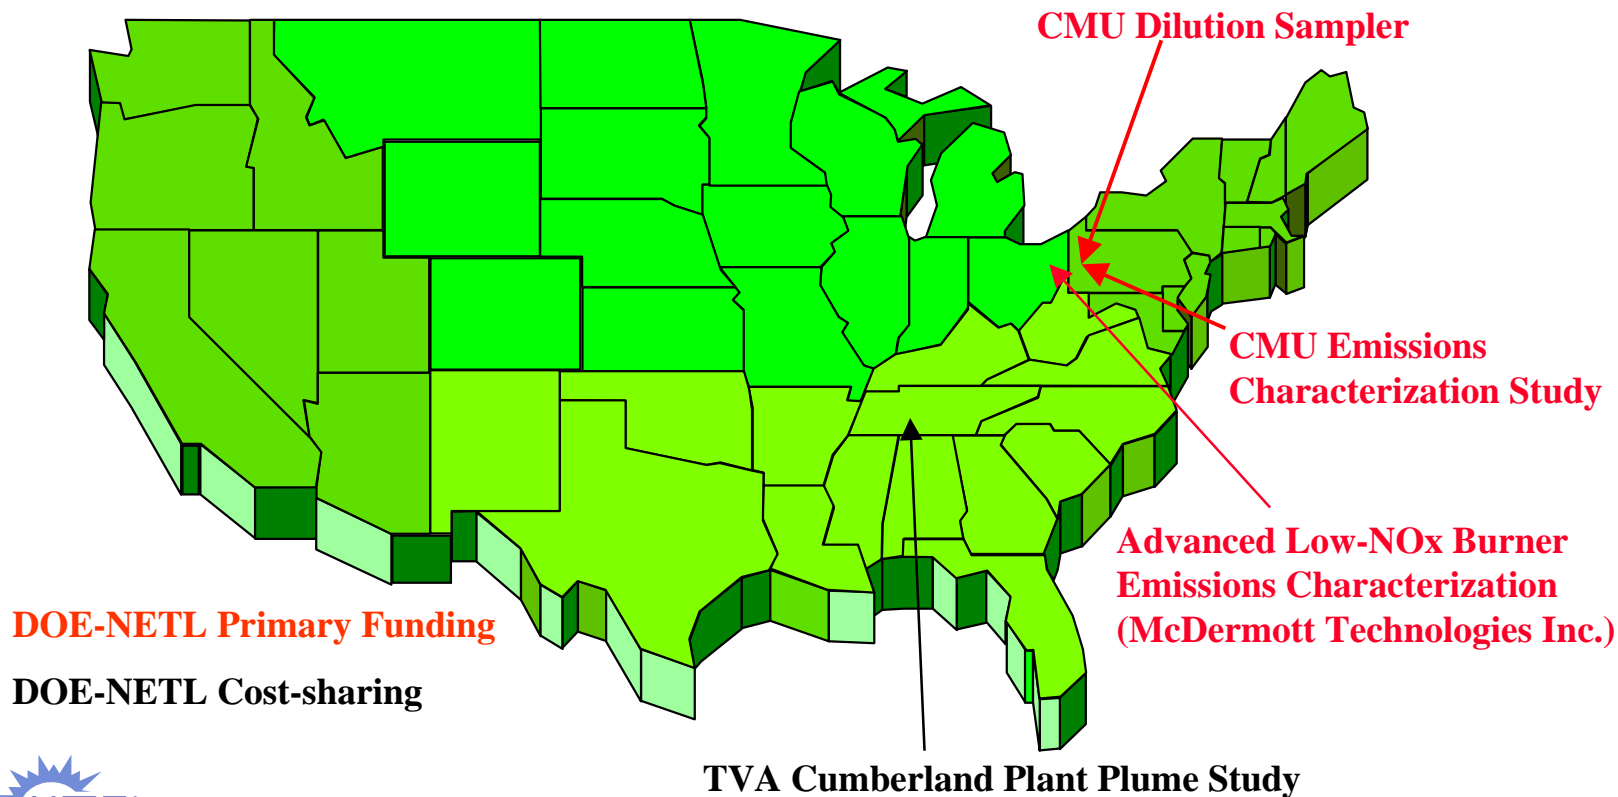 CMU Dilution Sampler
CMU Emissions
Characterization Study
Advanced Low-NOx Burner
Emissions Characterization
(McDermott Technologies Inc.)
DOE-NETL Primary Funding
DOE-NETL Cost-sharing
TVA Cumberland Plant Plume Study